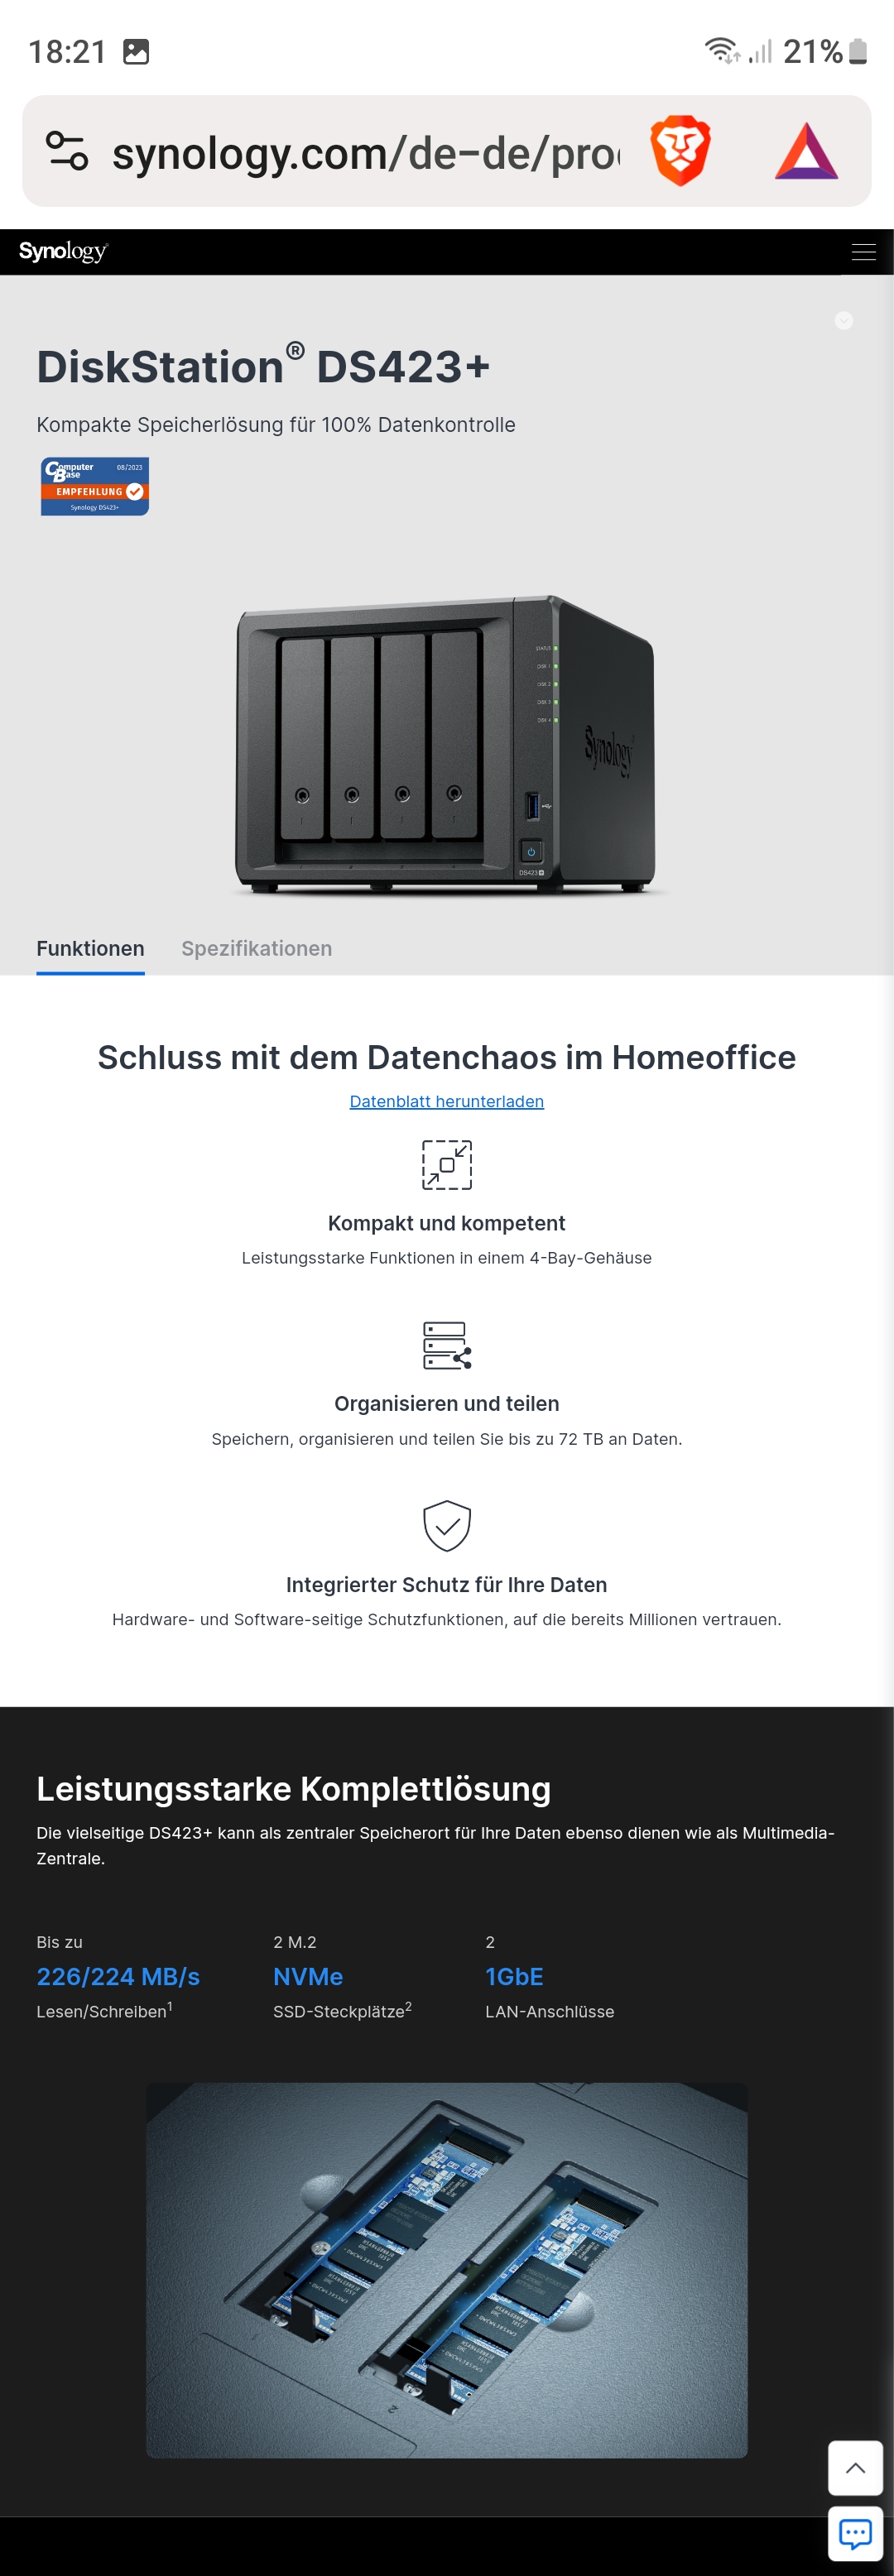 18:21
21%
synology.com/de-de/pro
Synology
DiskStation® DS423+
Kompakte Speicherlösung für 100% Datenkontrolle
ComputerBase 08/2023
EMPFEHLUNG
Synology DS423+
STATUS
DISK 1
DISK 2
DISK 3
DISK 4
Synology
DS423+
Funktionen Spezifikationen
Schluss mit dem Datenchaos im Homeoffice
Datenblatt herunterladen
Kompakt und kompetent
Leistungsstarke Funktionen in einem 4-Bay-Gehäuse
Organisieren und teilen
Speichern, organisieren und teilen Sie bis zu 72 TB an Daten.
Integrierter Schutz für Ihre Daten
Hardware- und Software-seitige Schutzfunktionen, auf die bereits Millionen vertrauen.
Leistungsstarke Komplettlösung
Die vielseitige DS423+ kann als zentraler Speicherort für Ihre Daten ebenso dienen wie als Multimedia-
Zentrale.
Bis zu
226/224 MB/s
Lesen/Schreiben1
2 M.2
NVMe
SSD-Steckplätze2
2
1GbE
LAN-Anschlüsse
2